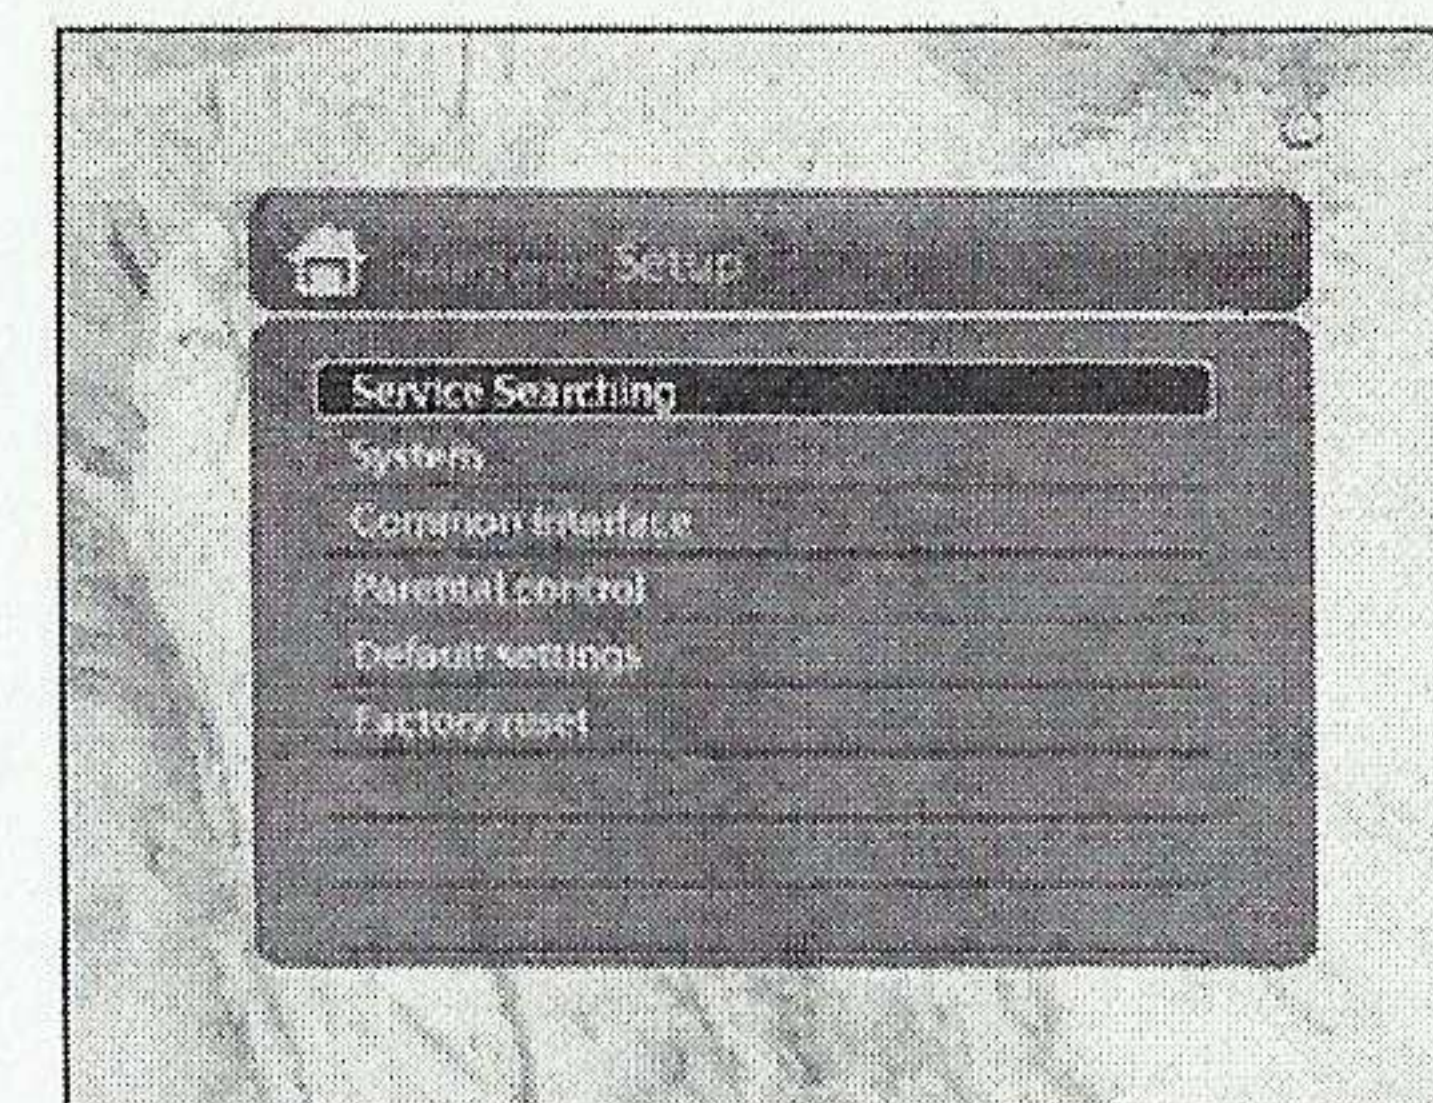 Setup
Service Searching
System
Common Interface
Parental control
Default settings
Factory reset